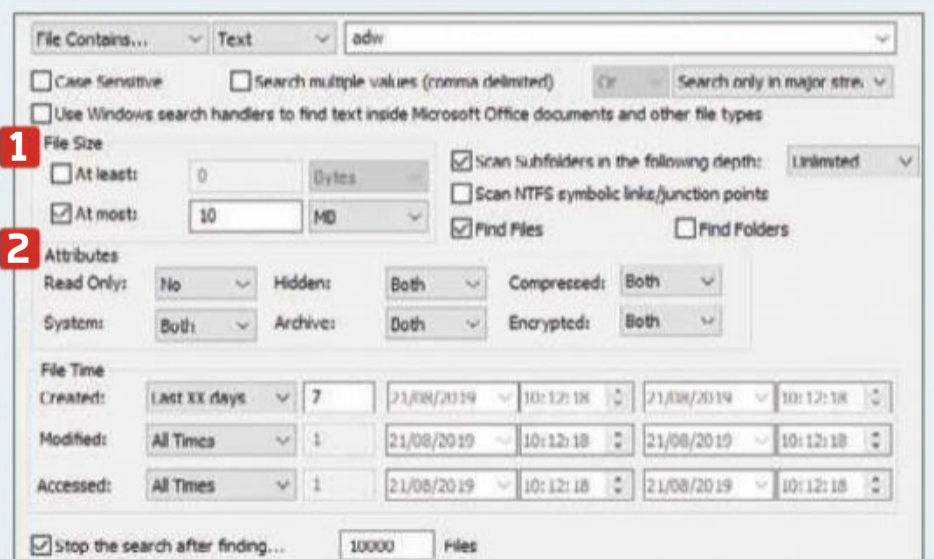 File Contains... Text adw
Case Sensitive Search multiple values (comma delimited) Or Search only in major strea
Use Windows search handlers to find text inside Microsoft Office documents and other file types
1
File Size
At least: 0 Bytes
Scan Subfolders in the following depth: Unlimited
Scan NTFS symbolic links/junction points
At most: 10 MB
Find Files Find Folders
2
Attributes
Read Only: No Hidden: Both Compressed: Both
System: Both Archive: Both Encrypted: Both
File Time
Created: Last XX days 7 21/08/2019 10:12:18 21/08/2019 10:12:18
Modified: All Times 1 21/08/2019 10:12:18 21/08/2019 10:12:18
Accessed: All Times 1 21/08/2019 10:12:18 21/08/2019 10:12:18
Stop the search after finding... 10000 Files